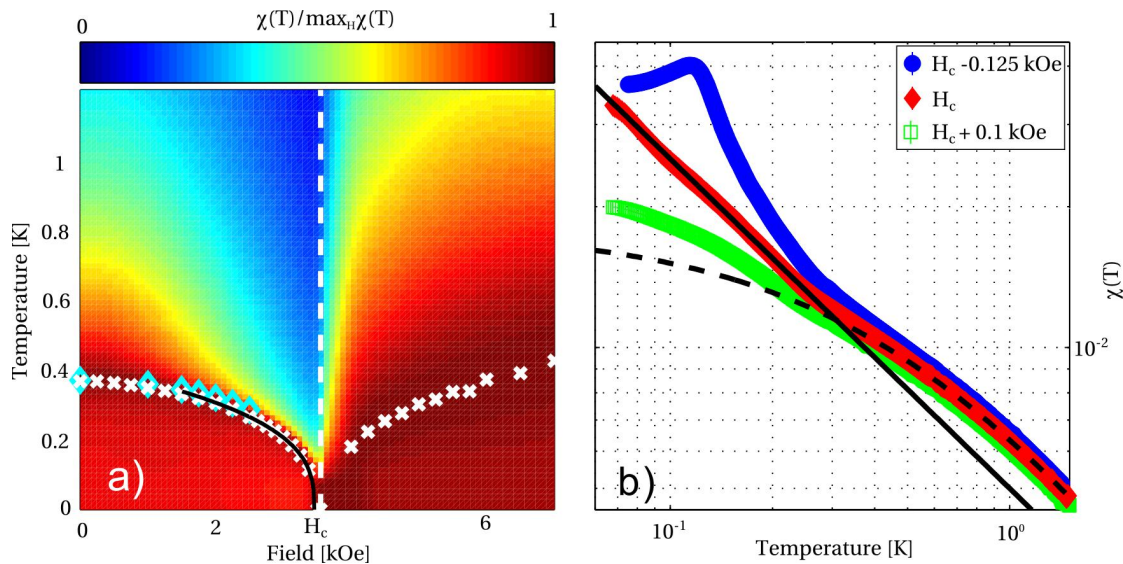 χ(T)/max_H χ(T)
0
1
Temperature [K]
1
0.8
0.6
0.4
0.2
0
a)
0
2
H_c
6
Field [kOe]
H_c -0.125 kOe
H_c
H_c + 0.1 kOe
χ(T)
10^-2
b)
10^-1
10^0
Temperature [K]